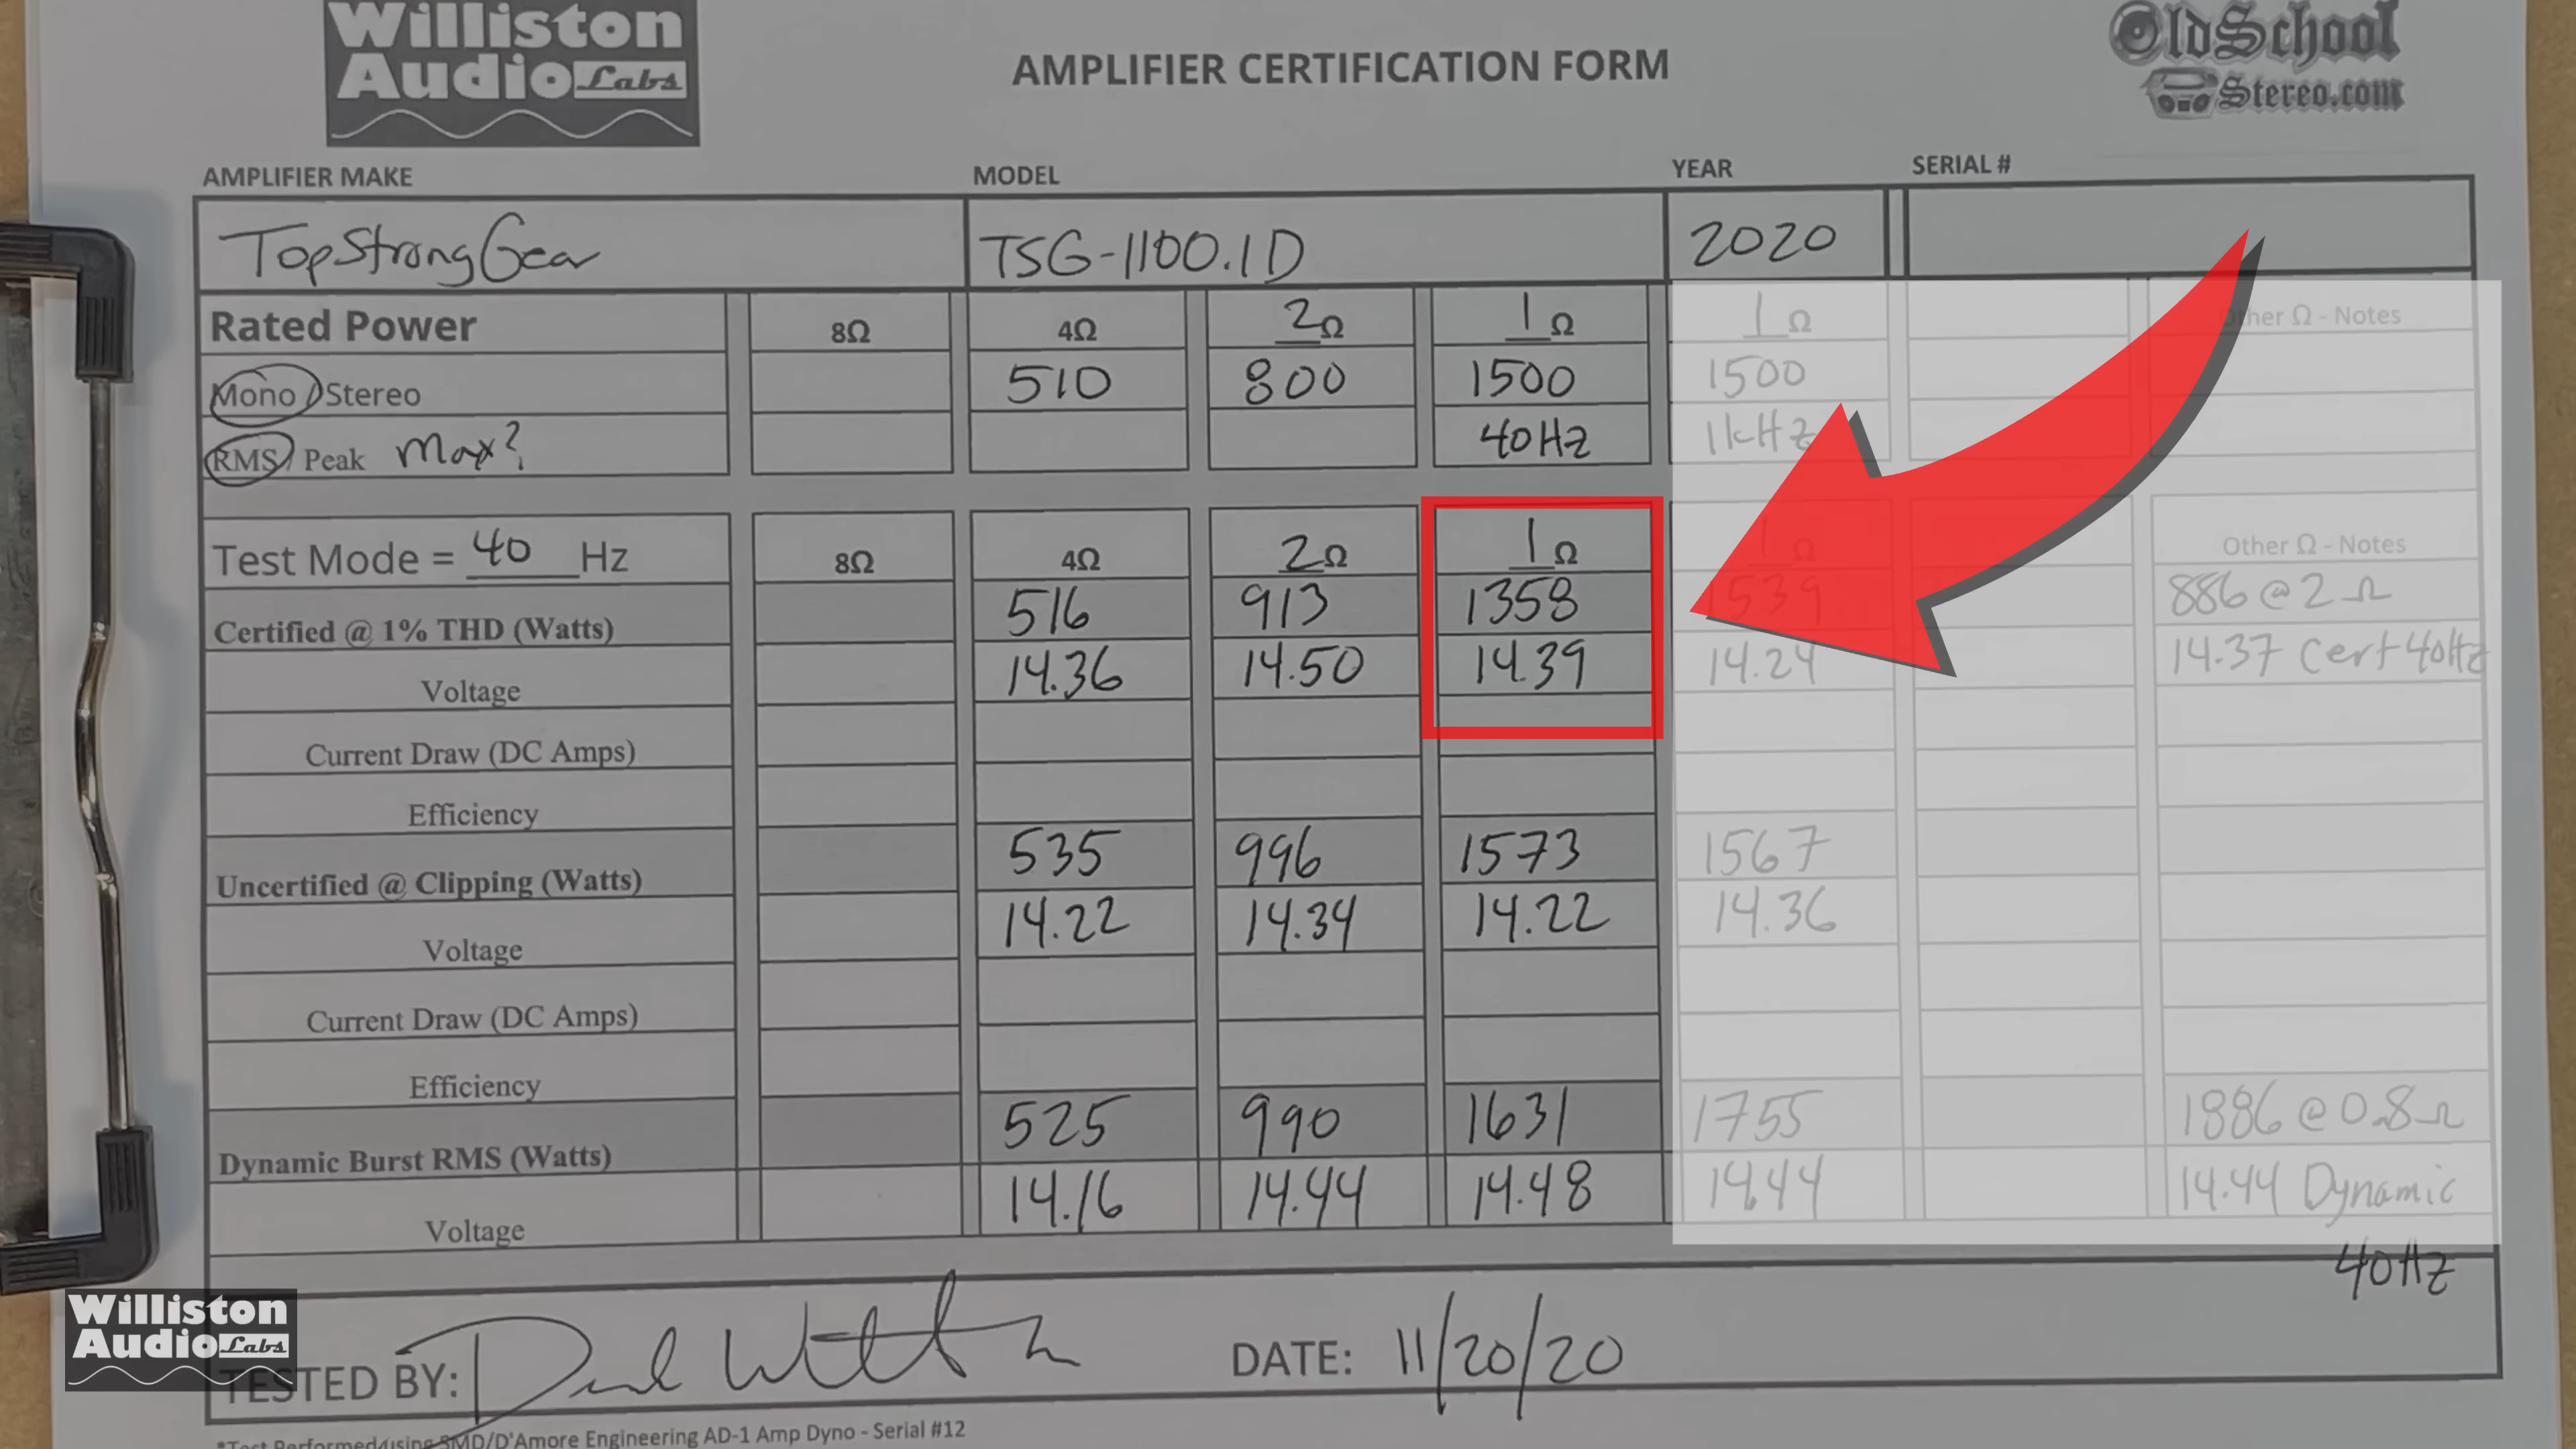 Williston
Audio Labs
AMPLIFIER CERTIFICATION FORM
OldSchool
Stereo.com
AMPLIFIER MAKE MODEL YEAR SERIAL #
TopStrongGear TSG-1100.1D 2020
Rated Power 8Ω 4Ω 2Ω 1Ω 1Ω Other Ω - Notes
Mono / Stereo 510 800 1500 1500
RMS / Peak Max? 40Hz 1kHz
Test Mode = 40 Hz 8Ω 4Ω 2Ω 1Ω 1Ω Other Ω - Notes
Certified @ 1% THD (Watts) 516 913 1358 1539 886 @ 2Ω
Voltage 14.36 14.50 14.39 14.24 14.37 Cert 40Hz
Current Draw (DC Amps)
Efficiency
Uncertified @ Clipping (Watts) 535 996 1573 1567
Voltage 14.22 14.34 14.22 14.36
Current Draw (DC Amps)
Efficiency
Dynamic Burst RMS (Watts) 525 990 1631 1755 1886 @ 0.8Ω
Voltage 14.16 14.44 14.48 14.44 14.44 Dynamic
40Hz
Williston
Audio Labs
TESTED BY: DATE: 11/20/20
*Test Performed using SMD/D'Amore Engineering AD-1 Amp Dyno - Serial #12